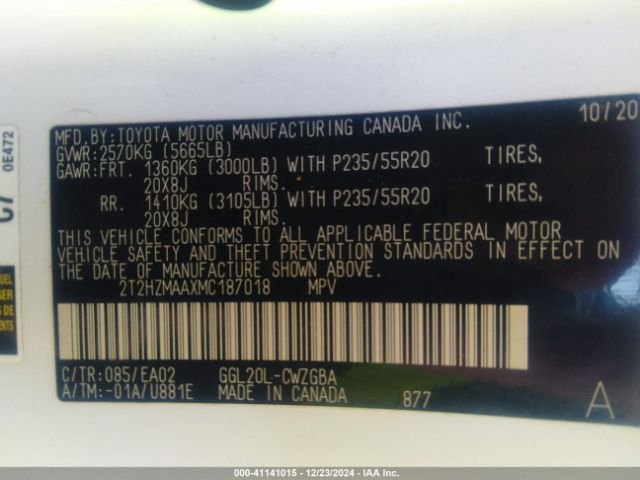 10/20
MFD.BY:TOYOTA MOTOR MANUFACTURING CANADA INC.
GVWR:2570KG (5665LB)
GAWR:FRT. 1360KG (3000LB) WITH P235/55R20 TIRES,
20X8J RIMS.
RR. 1410KG (3105LB) WITH P235/55R20 TIRES,
20X8J RIMS.
THIS VEHICLE CONFORMS TO ALL APPLICABLE FEDERAL MOTOR
VEHICLE SAFETY AND THEFT PREVENTION STANDARDS IN EFFECT ON
THE DATE OF MANUFACTURE SHOWN ABOVE.
2T2HZMAAXMC187018 MPV
C/TR:085/EA02 GGL20L-CWZGBA
A/TM:-01A/U881E MADE IN CANADA 877 A
C7 0E472
000-41141015 - 12/23/2024 - IAA Inc.